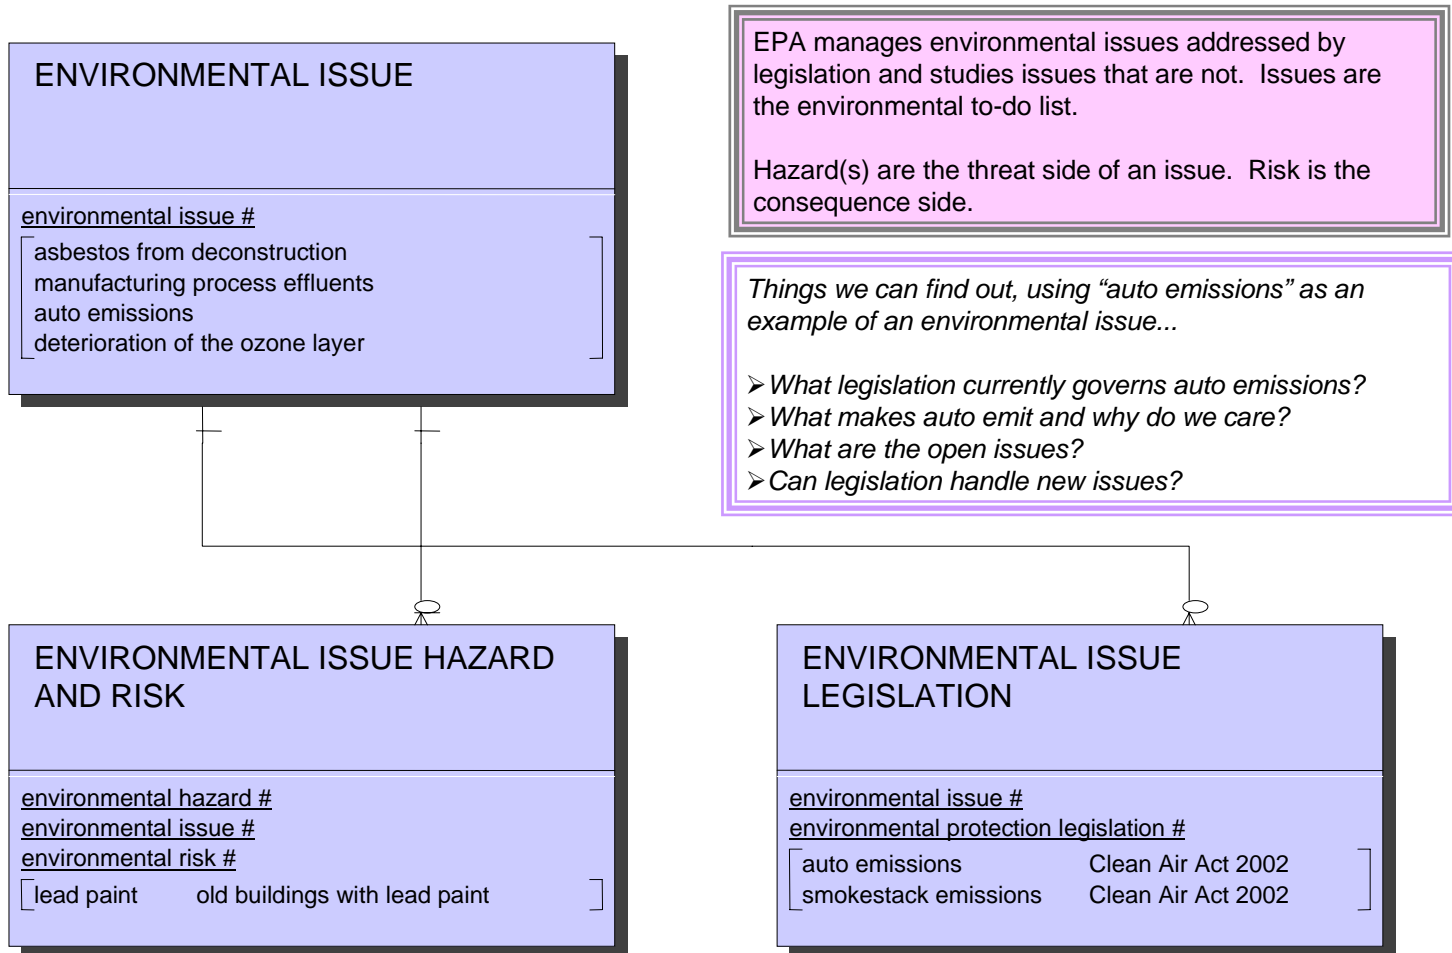 ENVIRONMENTAL ISSUE
environmental issue #
asbestos from deconstruction
manufacturing process effluents
auto emissions
deterioration of the ozone layer
EPA manages environmental issues addressed by
legislation and studies issues that are not.  Issues are
the environmental to-do list.
Hazard(s) are the threat side of an issue.  Risk is the
consequence side.
Things we can find out, using “auto emissions” as an
example of an environmental issue...
➢What legislation currently governs auto emissions?
➢What makes auto emit and why do we care?
➢What are the open issues?
➢Can legislation handle new issues?
ENVIRONMENTAL ISSUE HAZARD
AND RISK
environmental hazard #
environmental issue #
environmental risk #
lead paint old buildings with lead paint
ENVIRONMENTAL ISSUE
LEGISLATION
environmental issue #
environmental protection legislation #
auto emissions Clean Air Act 2002
smokestack emissions Clean Air Act 2002